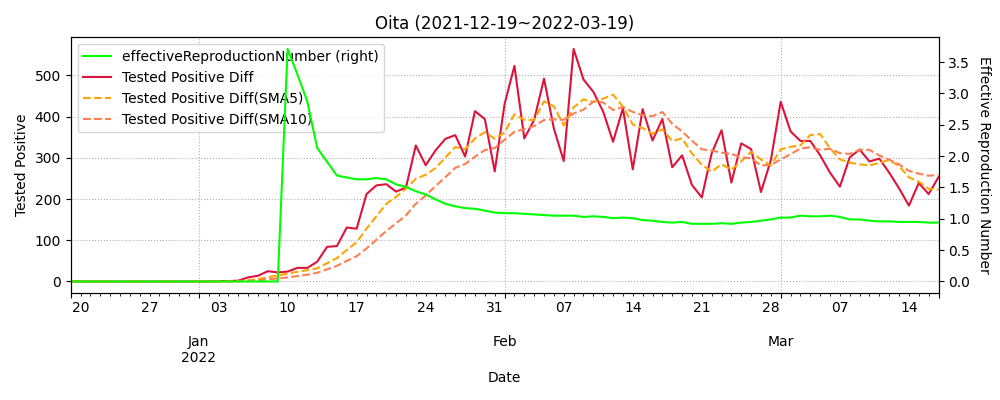 Oita (2021-12-19~2022-03-19)
effectiveReproductionNumber (right)
Tested Positive Diff
Tested Positive Diff(SMA5)
Tested Positive Diff(SMA10)
Tested Positive
500
400
300
200
100
0
3.5
3.0
2.5
2.0
1.5
1.0
0.5
0.0
Effective Reproduction Number
20 27 03 10 17 24 31 07 14 21 28 07 14
Jan Feb Mar
2022
Date